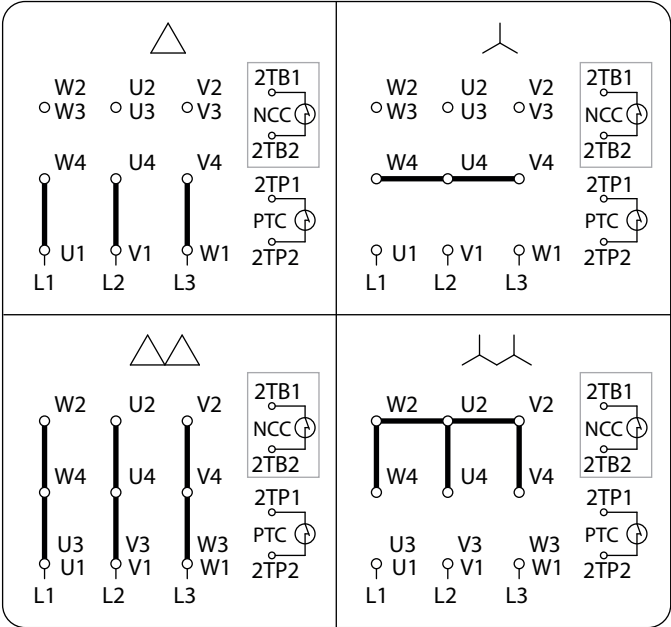 W2 U2 V2
W3 U3 V3
2TB1
NCC
2TB2
W4 U4 V4
2TP1
PTC
2TP2
U1 V1 W1
L1 L2 L3
W2 U2 V2
W3 U3 V3
2TB1
NCC
2TB2
W4 U4 V4
2TP1
PTC
2TP2
U1 V1 W1
L1 L2 L3
W2 U2 V2
2TB1
NCC
2TB2
W4 U4 V4
2TP1
PTC
2TP2
U3 V3 W3
U1 V1 W1
L1 L2 L3
W2 U2 V2
2TB1
NCC
2TB2
W4 U4 V4
2TP1
PTC
2TP2
U3 V3 W3
U1 V1 W1
L1 L2 L3